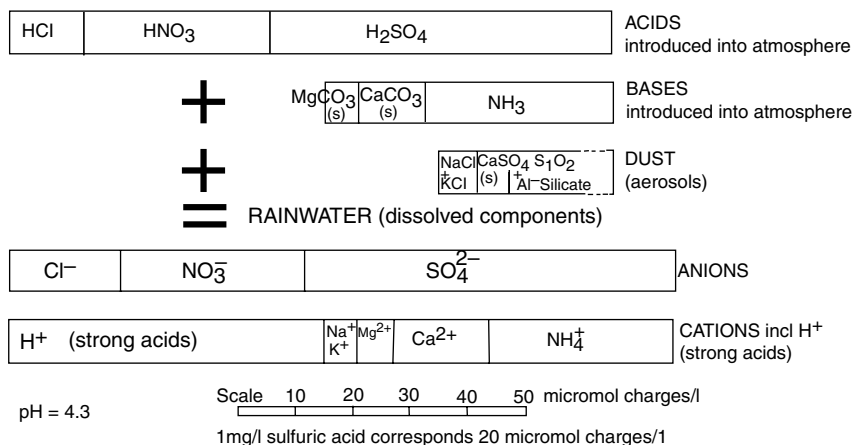 HCl HNO3 H2SO4 ACIDS
introduced into atmosphere
+ MgCO3 (s) CaCO3 (s) NH3 BASES
introduced into atmosphere
+ NaCl + KCl CaSO4 (s) S1O2 + Al–Silicate DUST
(aerosols)
= RAINWATER (dissolved components)
Cl– NO3– SO4 2– ANIONS
H+ (strong acids) Na+ K+ Mg2+ Ca2+ NH4+ CATIONS incl H+
(strong acids)
Scale 10 20 30 40 50 micromol charges/l
pH = 4.3
1mg/l sulfuric acid corresponds 20 micromol charges/1